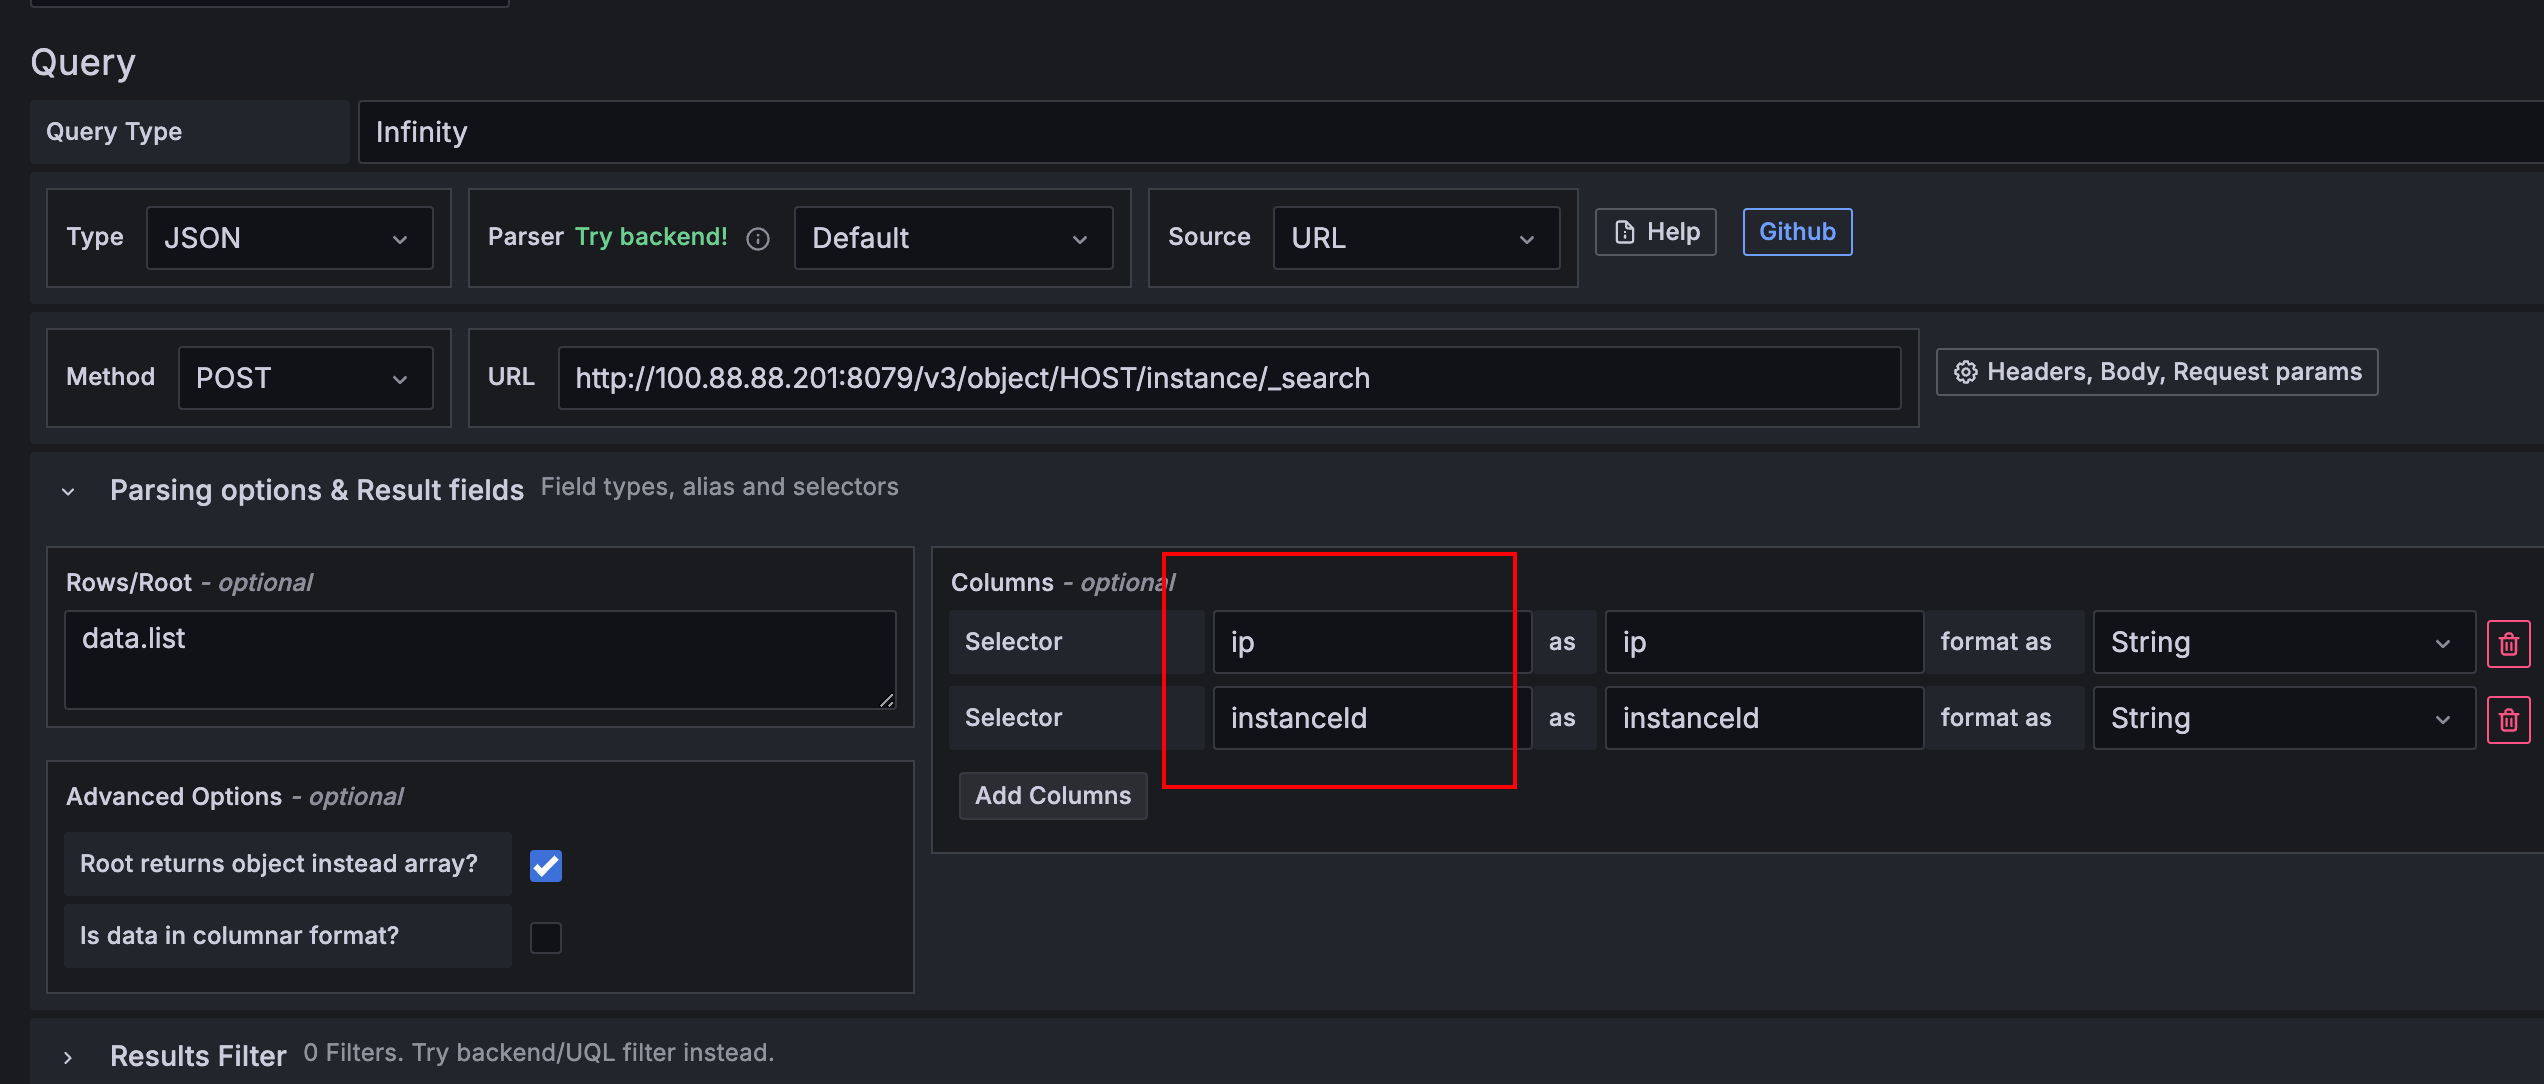 Query
Query Type Infinity
Type JSON Parser Try backend! Default Source URL Help Github
Method POST URL http://100.88.88.201:8079/v3/object/HOST/instance/_search Headers, Body, Request params
Parsing options & Result fields Field types, alias and selectors
Rows/Root - optional
data.list
Columns - optional
Selector ip as ip format as String
Selector instanceId as instanceId format as String
Add Columns
Advanced Options - optional
Root returns object instead array?
Is data in columnar format?
Results Filter 0 Filters. Try backend/UQL filter instead.